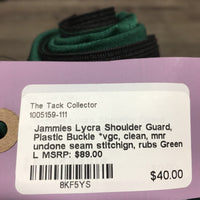 The Tack Collector
1005159-111
Jammies Lycra Shoulder Guard,
Plastic Buckle *vgc, clean, mnr
undone seam stitchign, rubs Green
L MSRP: $89.00
8KF5YS
$40.00